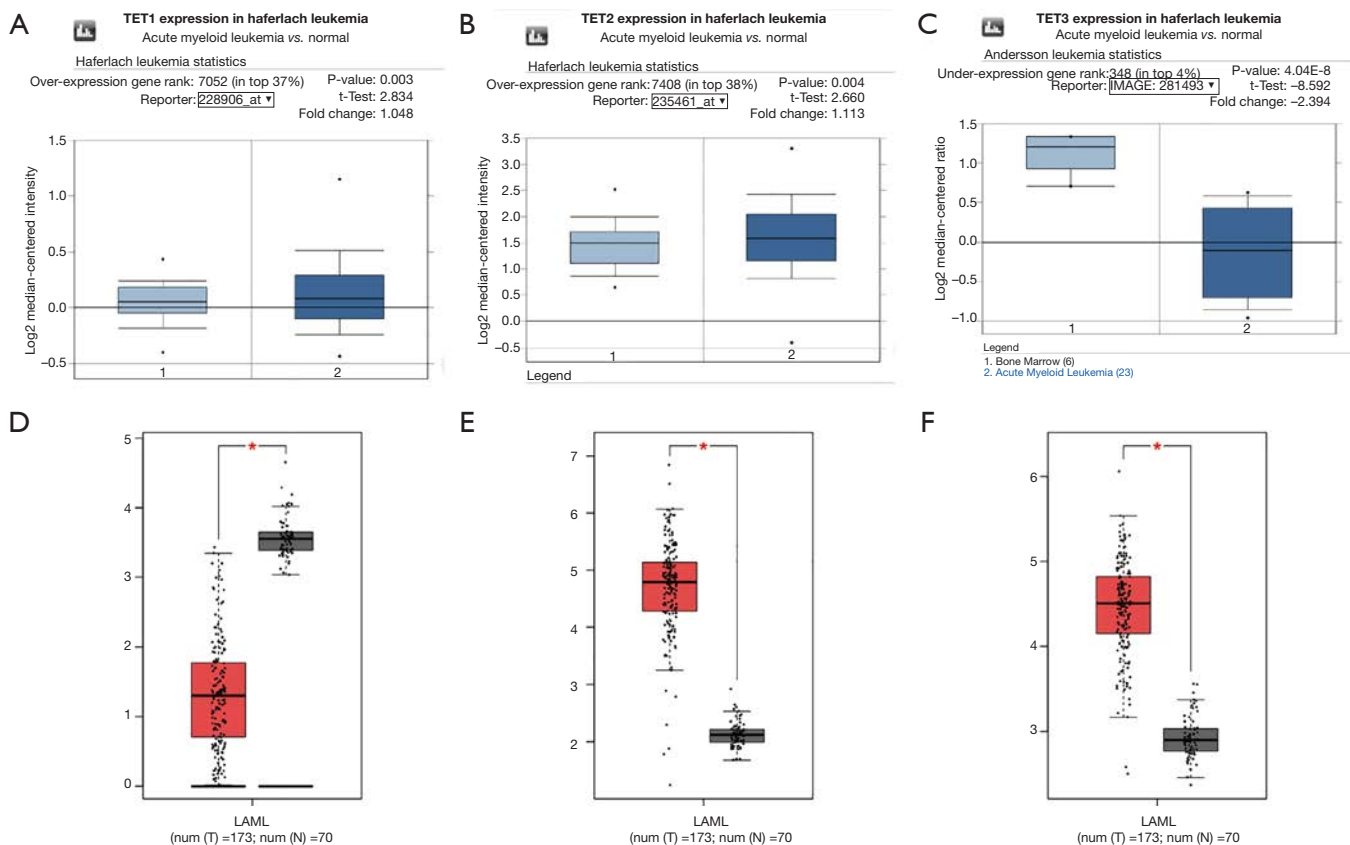 A
TET1 expression in haferlach leukemia
Acute myeloid leukemia vs. normal
Haferlach leukemia statistics
Over-expression gene rank: 7052 (in top 37%)
P-value: 0.003
Reporter: 228906_at ▼
t-Test: 2.834
Fold change: 1.048
Log2 median-centered intensity
1.5
1.0
0.5
0.0
−0.5
1
2
B
TET2 expression in haferlach leukemia
Acute myeloid leukemia vs. normal
Haferlach leukemia statistics
Over-expression gene rank: 7408 (in top 38%)
P-value: 0.004
Reporter: 235461_at ▼
t-Test: 2.660
Fold change: 1.113
Log2 median-centered intensity
3.5
3.0
2.5
2.0
1.5
1.0
0.5
0.0
−0.5
1
2
Legend
C
TET3 expression in haferlach leukemia
Acute myeloid leukemia vs. normal
Andersson leukemia statistics
Under-expression gene rank:348 (in top 4%)
P-value: 4.04E-8
Reporter: IMAGE: 281493 ▼
t-Test: −8.592
Fold change: −2.394
Log2 median-centered ratio
1.5
1.0
0.5
0.0
−0.5
−1.0
1
2
Legend
1. Bone Marrow (6)
2. Acute Myeloid Leukemia (23)
D
5
4
3
2
1
0
*
LAML
(num (T) =173; num (N) =70
E
7
6
5
4
3
2
*
LAML
(num (T) =173; num (N) =70
F
6
5
4
3
*
LAML
(num (T) =173; num (N) =70